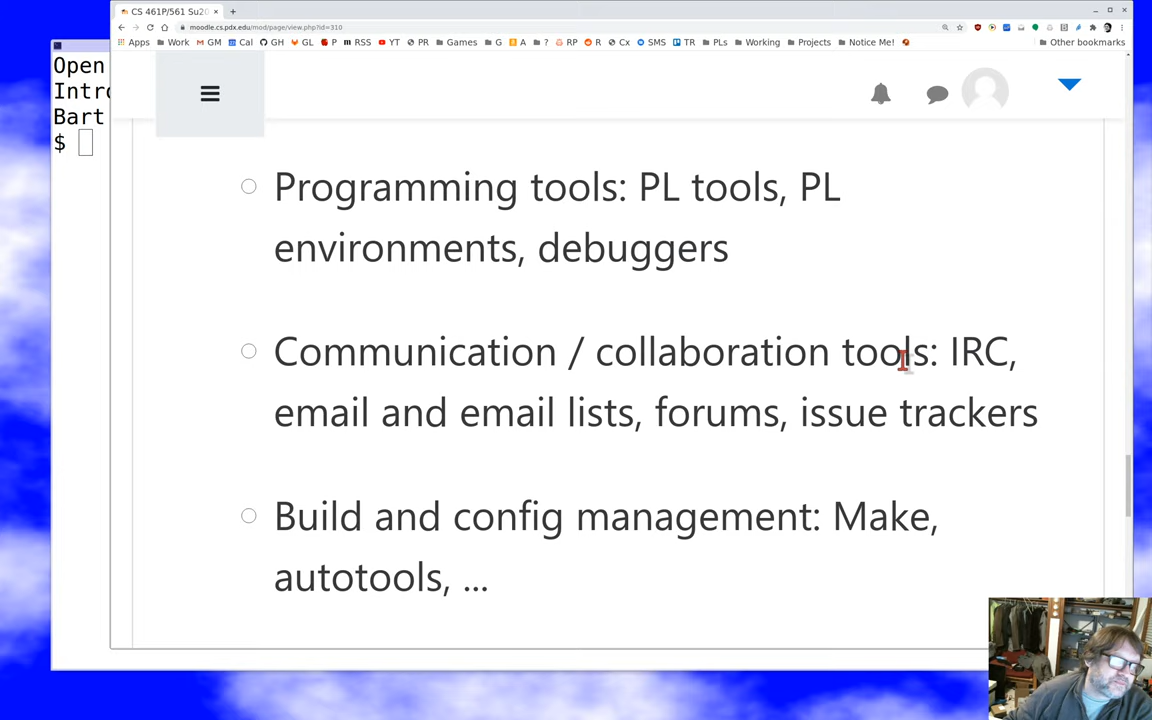 CS 461P/561 Su20
moodle.cs.pdx.edu/mod/page/view.php?id=310
Apps Work GM Cal GH GL P RSS YT PR Games G A ? RP R Cx SMS TR PLs Working Projects Notice Me! Other bookmarks
Open
Intro
Bart
$
Programming tools: PL tools, PL
environments, debuggers
Communication / collaboration tools: IRC,
email and email lists, forums, issue trackers
Build and config management: Make,
autotools, ...